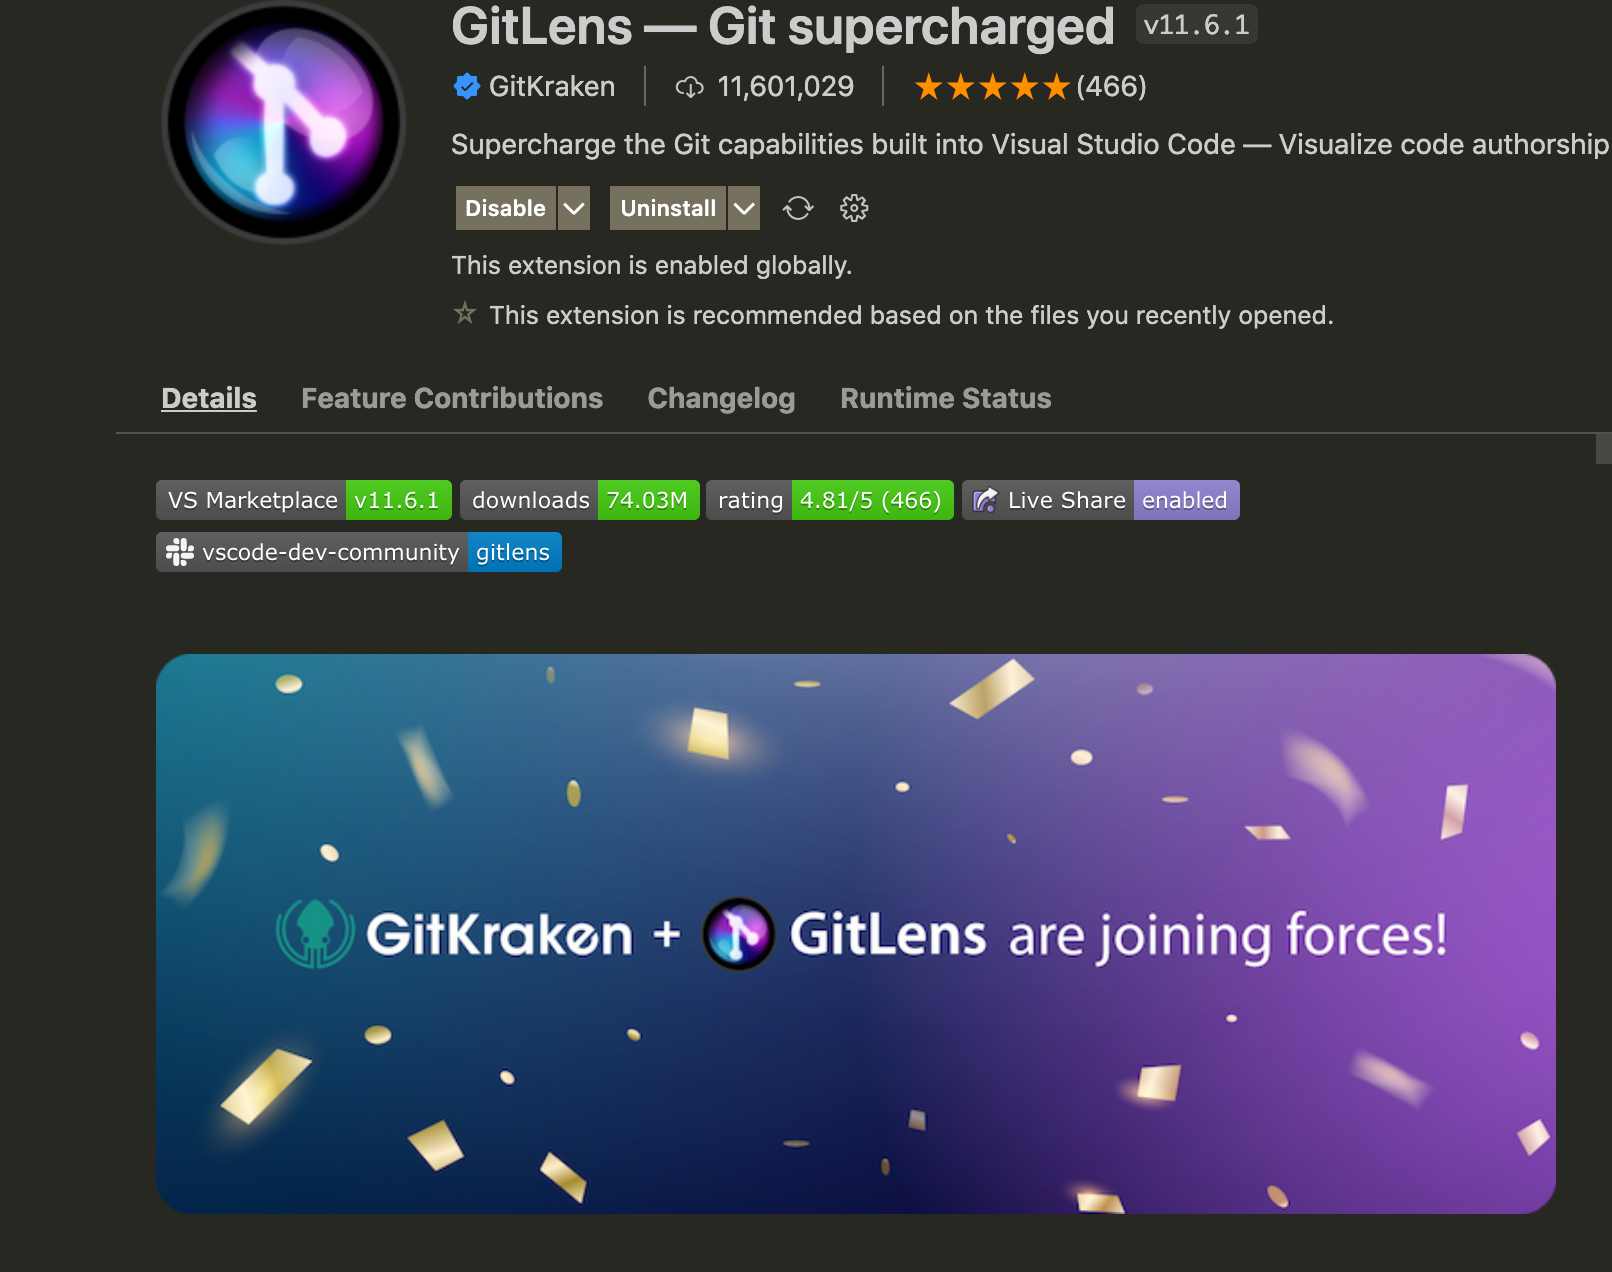 GitLens — Git supercharged v11.6.1
GitKraken 11,601,029 (466)
Supercharge the Git capabilities built into Visual Studio Code — Visualize code authorship
Disable Uninstall
This extension is enabled globally.
This extension is recommended based on the files you recently opened.
Details Feature Contributions Changelog Runtime Status
VS Marketplace v11.6.1 downloads 74.03M rating 4.81/5 (466) Live Share enabled
vscode-dev-community gitlens
GitKraken + GitLens are joining forces!